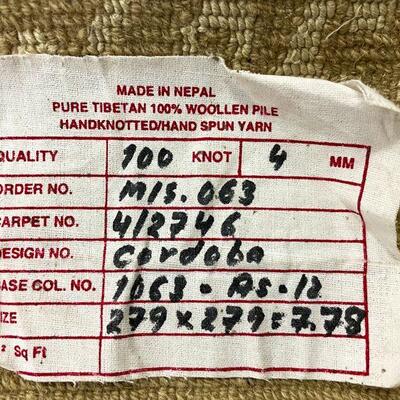 MADE IN NEPAL
PURE TIBETAN 100% WOOLLEN PILE
HANDKNOTTED/HAND SPUN YARN
QUALITY 100 KNOT 4 MM
ORDER NO. M/S.063
CARPET NO. 4/2746
DESIGN NO. Cordoba
BASE COL. NO. 1063 - AS-12
IZE 279 x 279 = 7.78
² Sq Ft